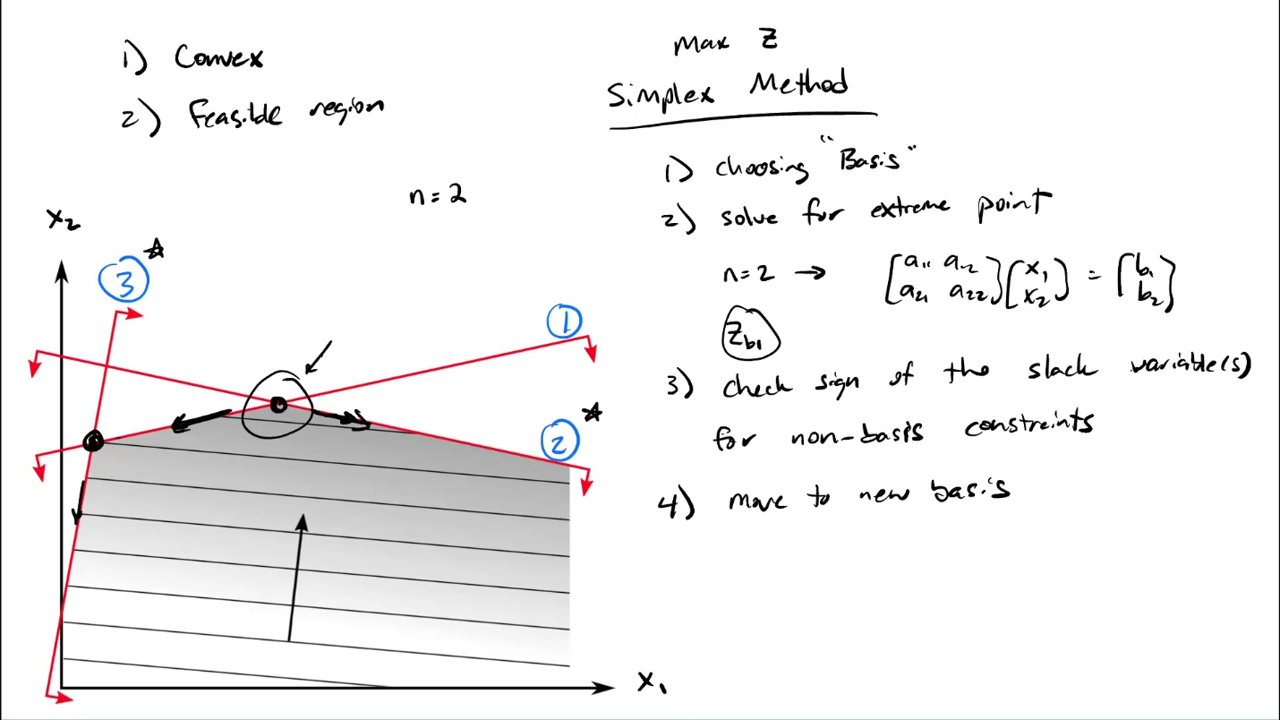 1) Convex
2) Feasible region
n = 2
x₂
3 ☆
1
2 ☆
x₁
Max Z
Simplex Method
1) choosing "Basis"
2) solve for extreme point
n = 2 → [a₁₁ a₁₂ a₂₁ a₂₂] [x₁ x₂] = [b₁ b₂]
Z_b₁
3) check sign of the slack variable(s)
for non-basis constraints
4) move to new basis